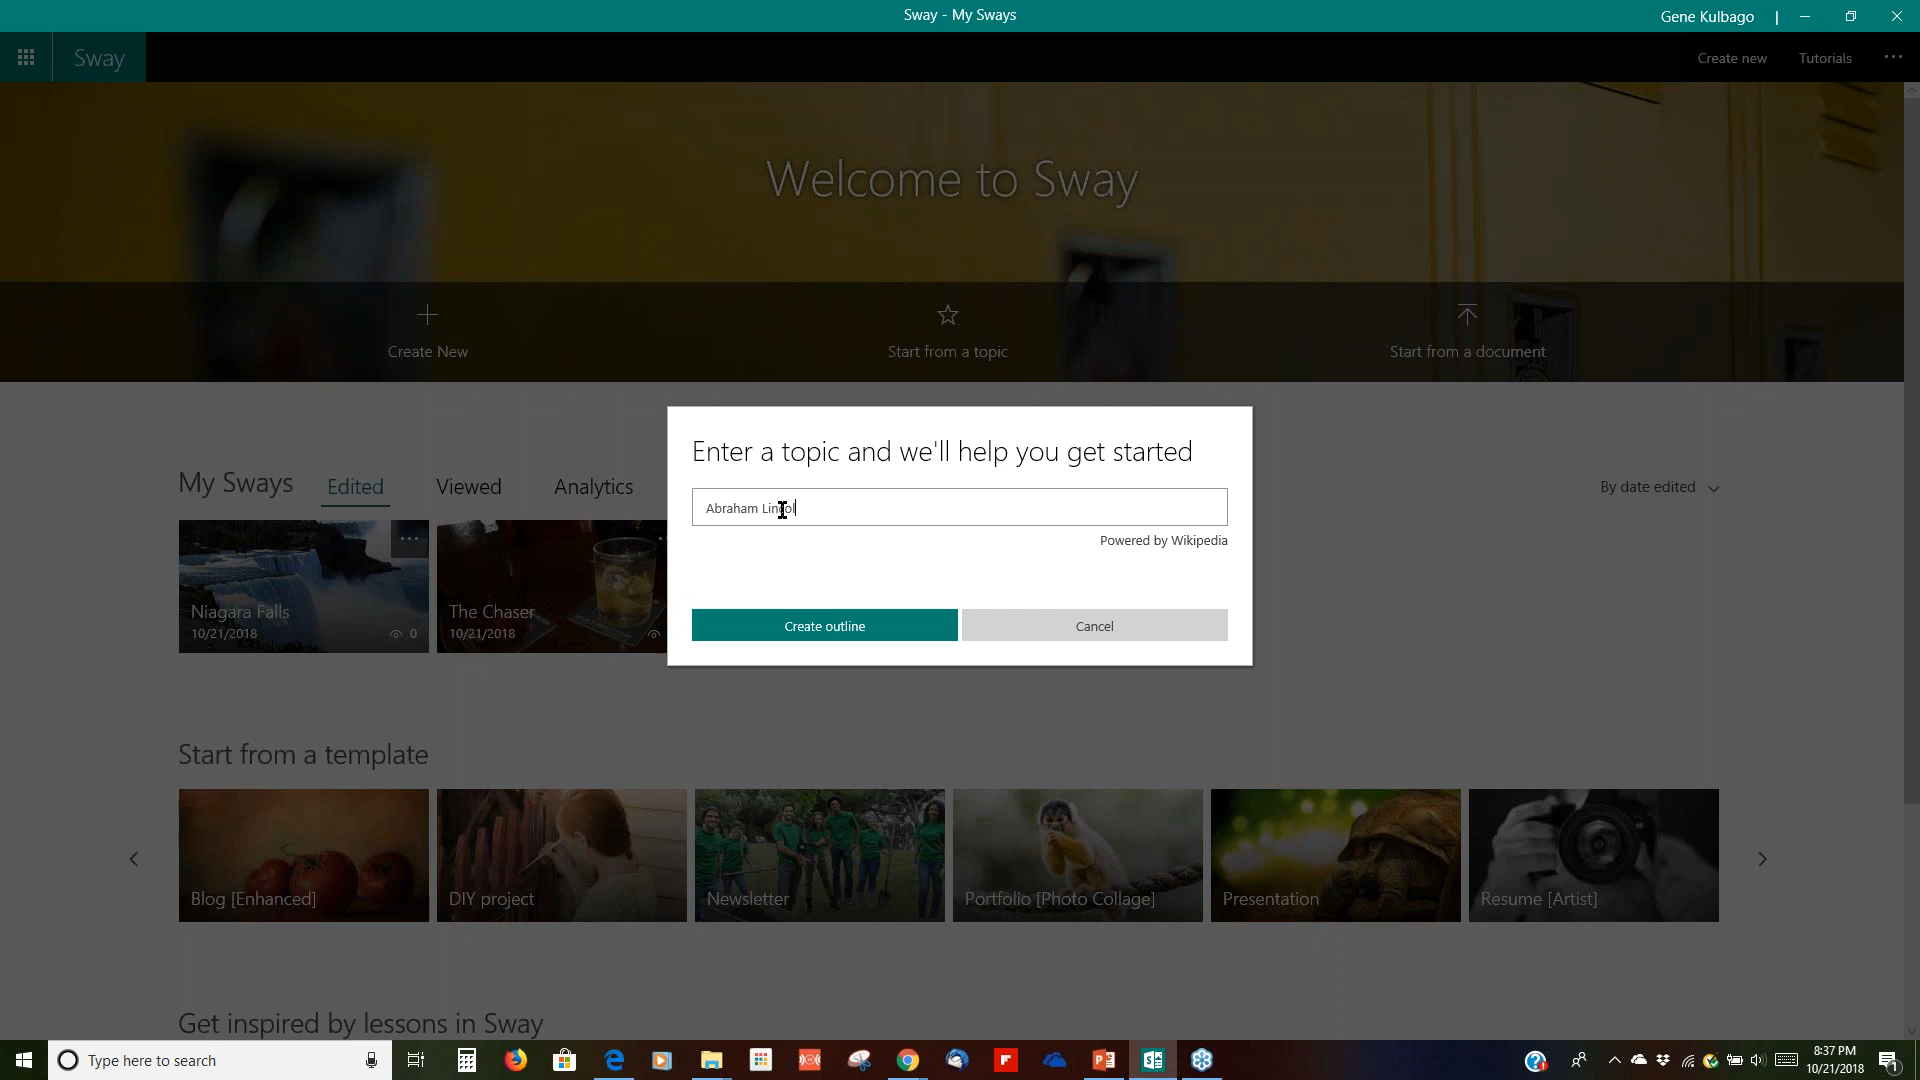 Sway - My Sways
Gene Kulbago
Sway
Create new
Tutorials
Welcome to Sway
Create New
Start from a topic
Start from a document
Enter a topic and we'll help you get started
Abraham Lincol
Powered by Wikipedia
Create outline
Cancel
My Sways
Edited
Viewed
Analytics
By date edited
Niagara Falls
10/21/2018
0
The Chaser
10/21/2018
Start from a template
Blog [Enhanced]
DIY project
Newsletter
Portfolio [Photo Collage]
Presentation
Resume [Artist]
Get inspired by lessons in Sway
Type here to search
8:37 PM
10/21/2018
1